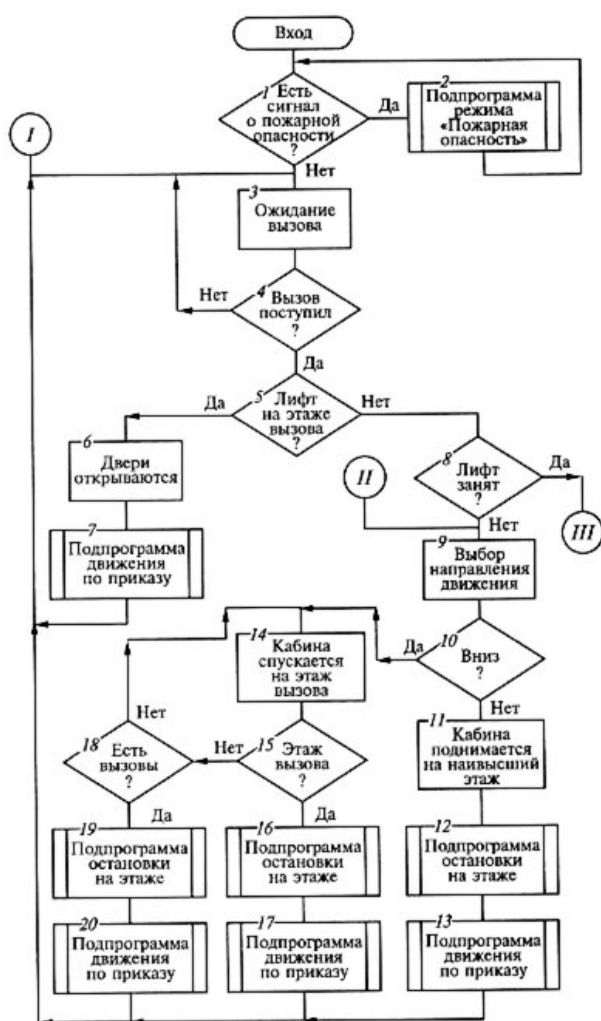 Вход
1
Есть
сигнал
о пожарной
опасности
?
Да
2
Подпрограмма
режима
«Пожарная
опасность»
I
Нет
3
Ожидание
вызова
Нет
4
Вызов
поступил
?
Да
Да
5
Лифт
на этаже
вызова
?
Нет
6
Двери
открываются
8
Лифт
занят
?
Да
II
III
Нет
7
Подпрограмма
движения
по приказу
9
Выбор
направления
движения
14
Кабина
спускается
на этаж
вызова
Да
10
Вниз
?
Нет
Нет
11
Кабина
поднимается
на наивысший
этаж
18
Есть
вызовы
?
Нет
15
Этаж
вызова
?
Да
Да
19
Подпрограмма
остановки
на этаже
16
Подпрограмма
остановки
на этаже
12
Подпрограмма
остановки
на этаже
20
Подпрограмма
движения
по приказу
17
Подпрограмма
движения
по приказу
13
Подпрограмма
движения
по приказу